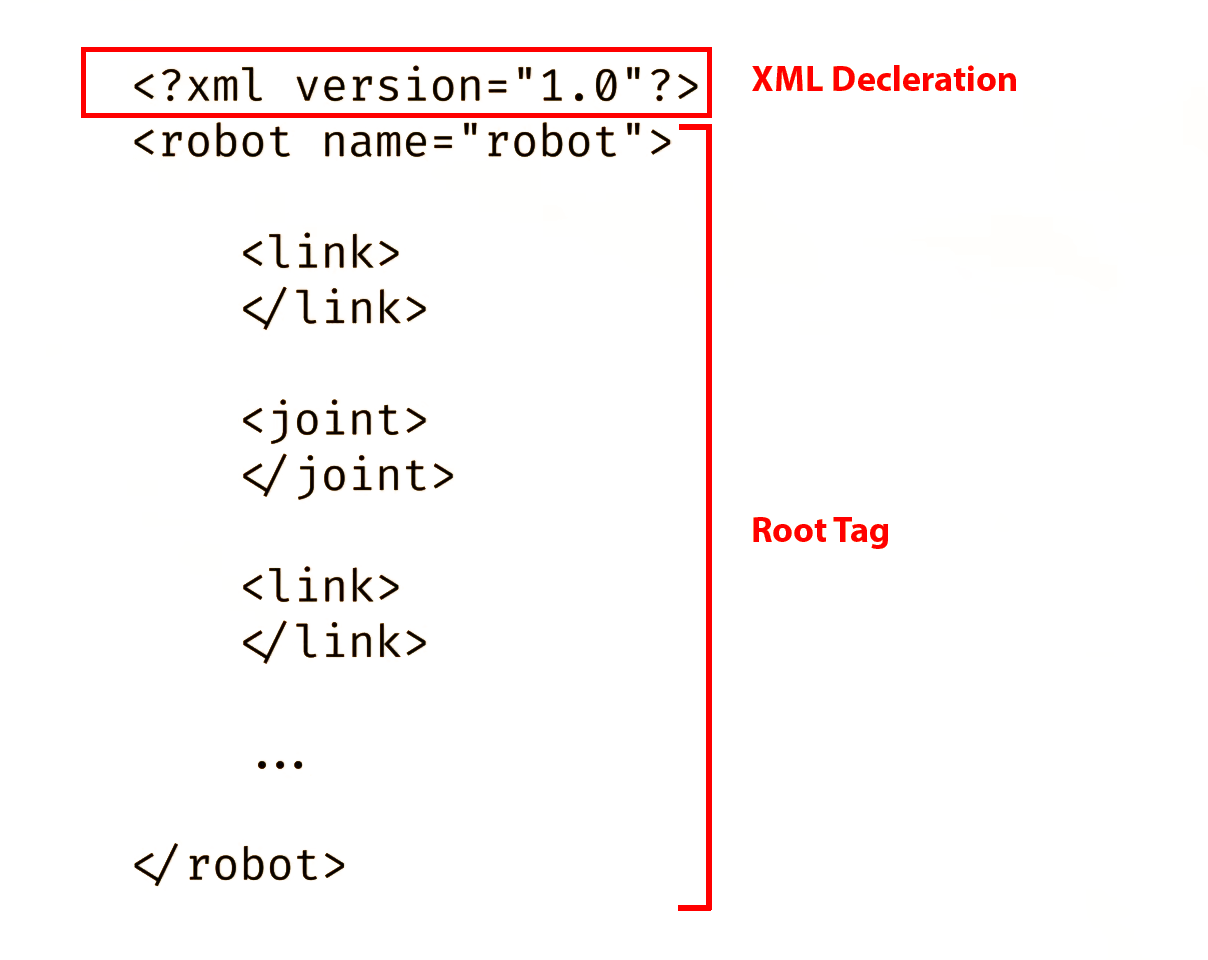 <?xml version="1.0"?>
XML Decleration
<robot name="robot">
<link>
</link>
<joint>
</joint>
Root Tag
<link>
</link>
...
</robot>